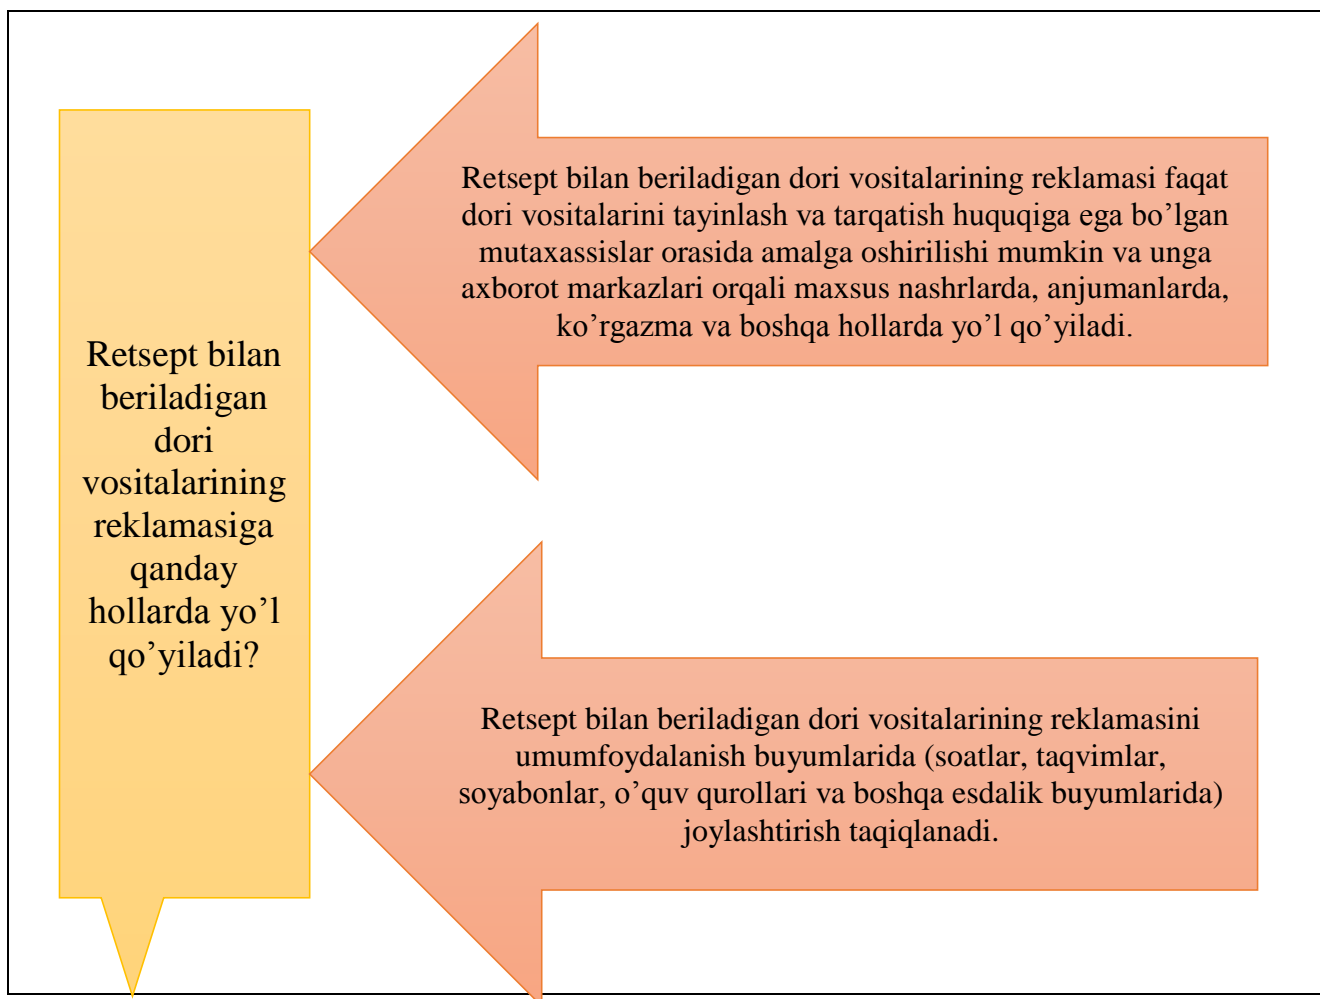 Retsept bilan
beriladigan
dori
vositalarining
reklamasiga
qanday
hollarda yo’l
qo’yiladi?
Retsept bilan beriladigan dori vositalarining reklamasi faqat
dori vositalarini tayinlash va tarqatish huquqiga ega bo’lgan
mutaxassislar orasida amalga oshirilishi mumkin va unga
axborot markazlari orqali maxsus nashrlarda, anjumanlarda,
ko’rgazma va boshqa hollarda yo’l qo’yiladi.
Retsept bilan beriladigan dori vositalarining reklamasini
umumfoydalanish buyumlarida (soatlar, taqvimlar,
soyabonlar, o’quv qurollari va boshqa esdalik buyumlarida)
joylashtirish taqiqlanadi.